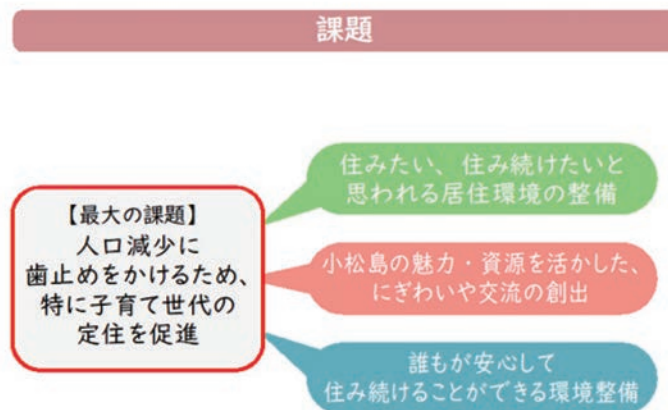 課題
【最大の課題】
人口減少に
歯止めをかけるため、
特に子育て世代の
定住を促進
住みたい、住み続けたいと
思われる居住環境の整備
小松島の魅力・資源を活かした、
にぎわいや交流の創出
誰もが安心して
住み続けることができる環境整備